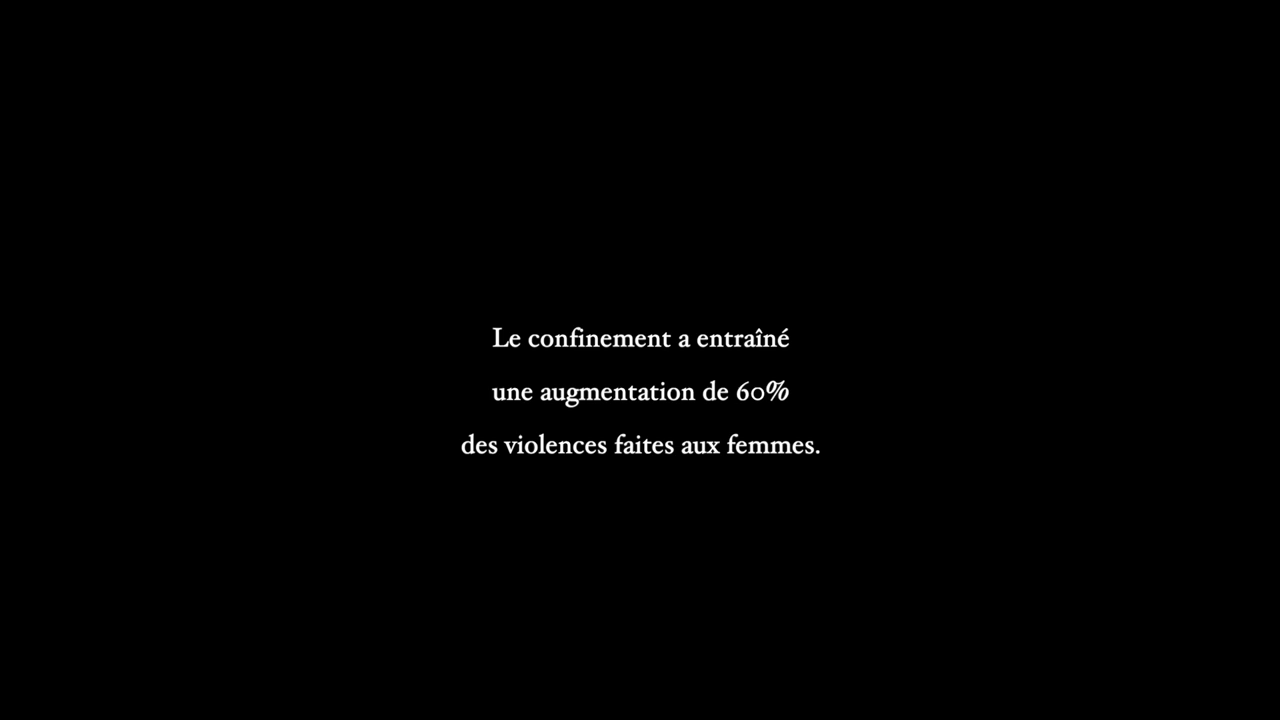 Le confinement a entraîné
une augmentation de 60%
des violences faites aux femmes.